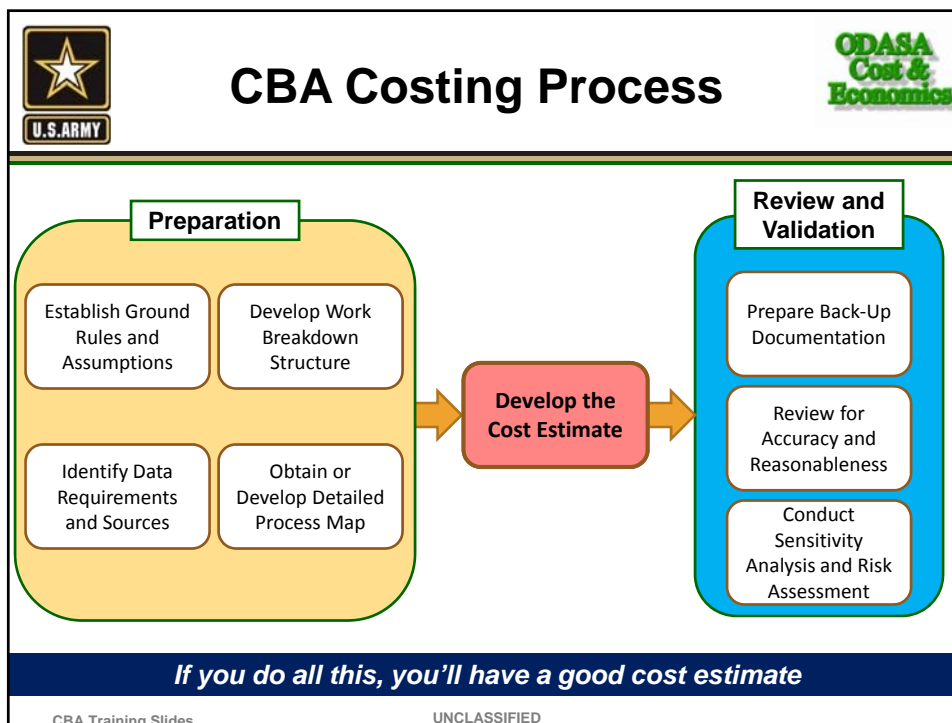 U.S.ARMY
CBA Costing Process
ODASA
Cost &
Economics
Preparation
Establish Ground
Rules and
Assumptions
Develop Work
Breakdown
Structure
Identify Data
Requirements
and Sources
Obtain or
Develop Detailed
Process Map
Develop the
Cost Estimate
Review and
Validation
Prepare Back-Up
Documentation
Review for
Accuracy and
Reasonableness
Conduct
Sensitivity
Analysis and Risk
Assessment
If you do all this, you'll have a good cost estimate
CBA Training Slides
UNCLASSIFIED